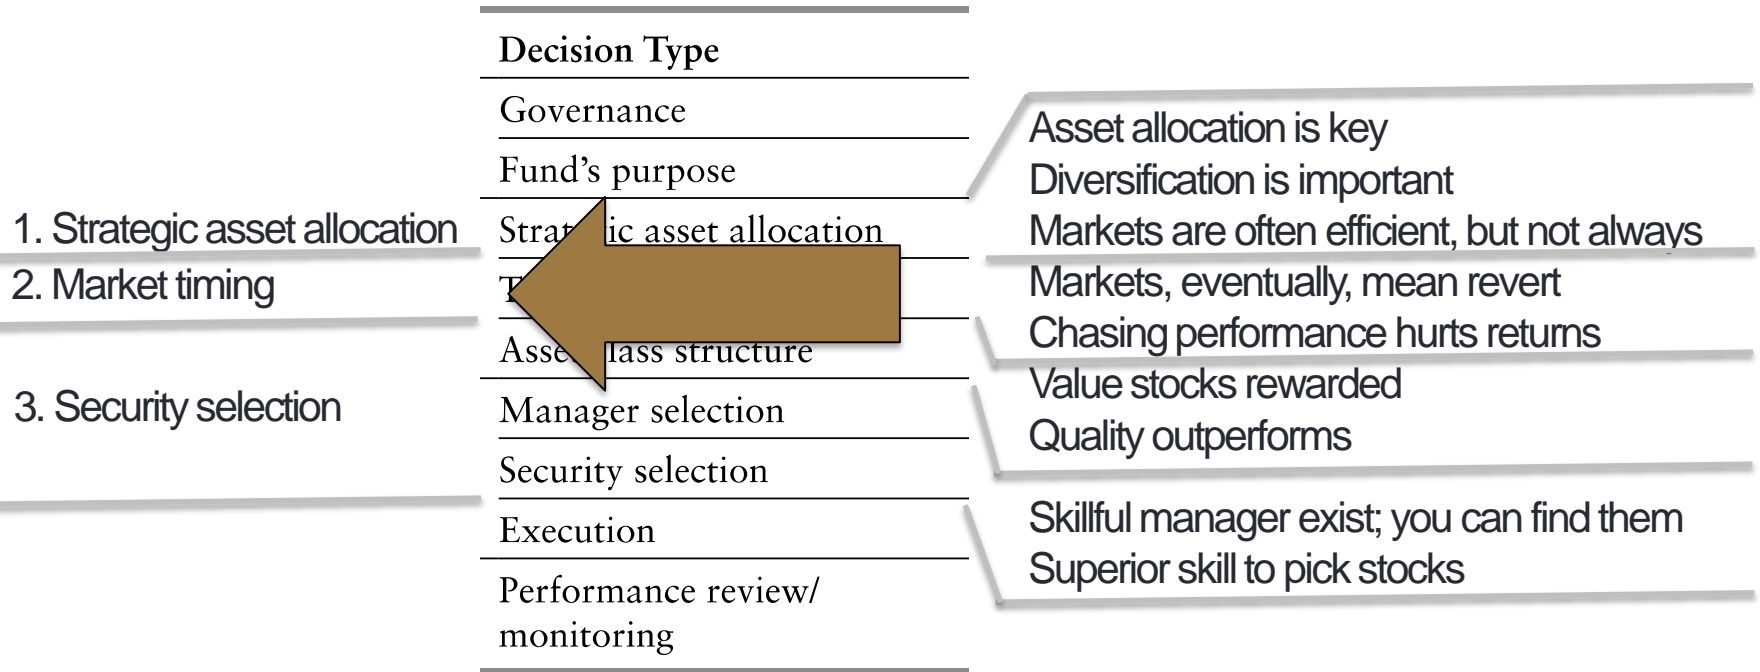 1. Strategic asset allocation
2. Market timing
3. Security selection
Decision Type
Governance
Fund's purpose
asset allocation
structure
Manager selection
Security selection
Execution
Performance review/
monitoring
Asset allocation is key
Diversification is important
Markets are often efficient, but not always
Markets, eventually, mean revert
Chasing performance hurts returns
Value stocks rewarded
Quality outperforms
Skillful manager exist; you can find them
Superior skill to pick stocks